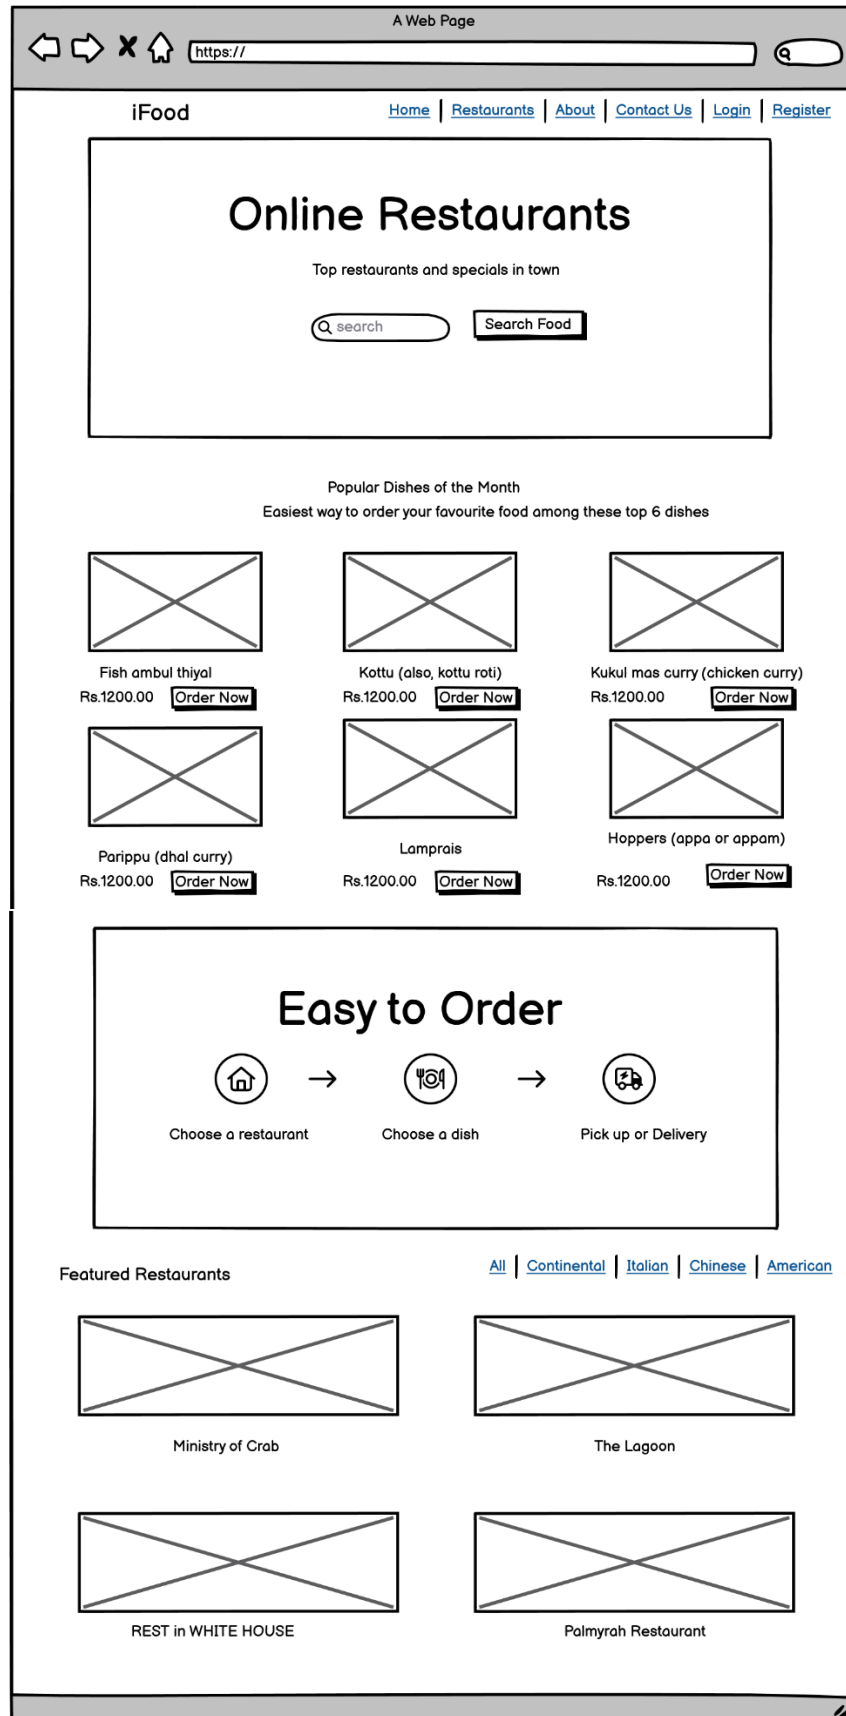 A Web Page
https://
iFood
Home | Restaurants | About | Contact Us | Login | Register
Online Restaurants
Top restaurants and specials in town
search
Search Food
Popular Dishes of the Month
Easiest way to order your favourite food among these top 6 dishes
Fish ambul thiyal
Rs.1200.00 Order Now
Kottu (also, kottu roti)
Rs.1200.00 Order Now
Kukul mas curry (chicken curry)
Rs.1200.00 Order Now
Parippu (dhal curry)
Rs.1200.00 Order Now
Lamprais
Rs.1200.00 Order Now
Hoppers (appa or appam)
Rs.1200.00 Order Now
Easy to Order
Choose a restaurant
Choose a dish
Pick up or Delivery
Featured Restaurants
All | Continental | Italian | Chinese | American
Ministry of Crab
The Lagoon
REST in WHITE HOUSE
Palmyrah Restaurant